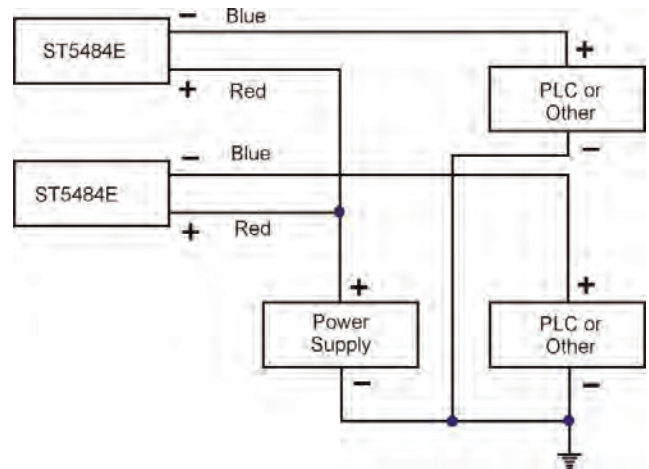 − Blue
ST5484E
+ Red
+
PLC or
Other
−
− Blue
ST5484E
+ Red
+
Power
Supply
−
+
PLC or
Other
−